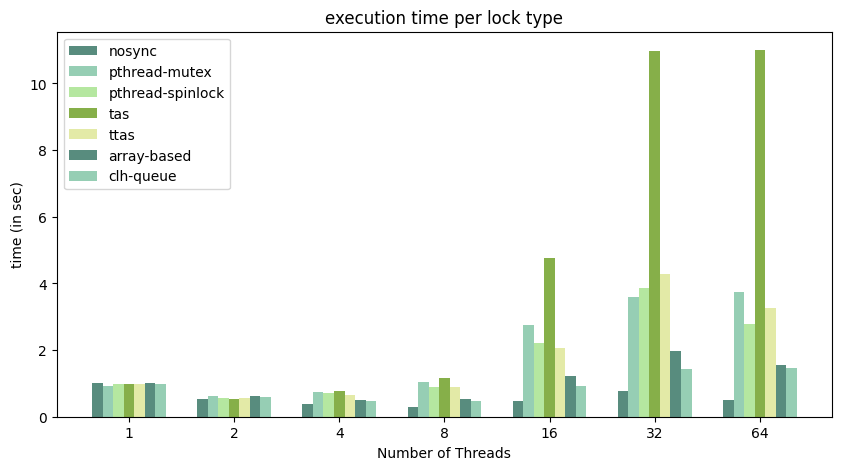 execution time per lock type
nosync
pthread-mutex
pthread-spinlock
tas
ttas
array-based
clh-queue
time (in sec)
10
8
6
4
2
0
1 2 4 8 16 32 64
Number of Threads